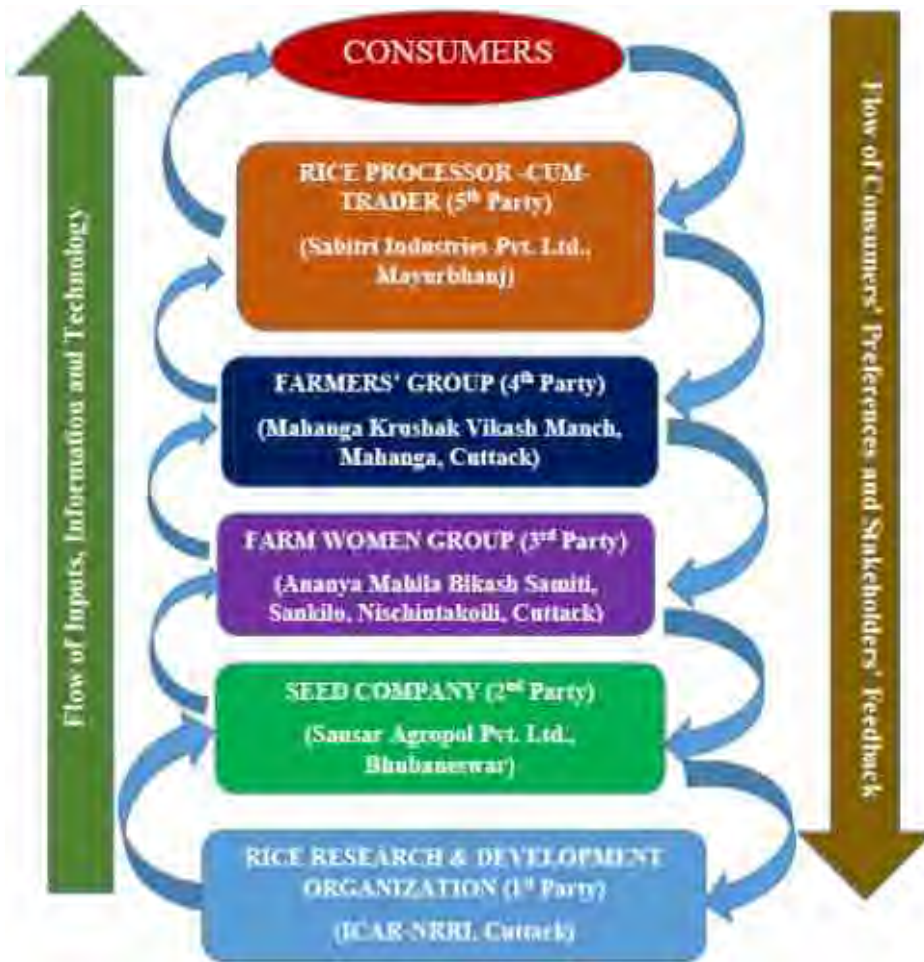 CONSUMERS
RICE PROCESSOR -CUM-
TRADER (5th Party)
(Sabitri Industries Pvt. Ltd.,
Mayurbhanj)
FARMERS' GROUP (4th Party)
(Mahanga Krushak Vikash Manch,
Mahanga, Cuttack)
FARM WOMEN GROUP (3rd Party)
(Ananya Mahila Bikash Samiti,
Sankilo, Nischintakoili, Cuttack)
SEED COMPANY (2nd Party)
(Sansar Agropol Pvt. Ltd.,
Bhubaneswar)
RICE RESEARCH & DEVELOPMENT
ORGANIZATION (1st Party)
(ICAR-NRRI, Cuttack)
Flow of Inputs, Information and Technology
Flow of Consumers' Preferences and Stakeholders' Feedback